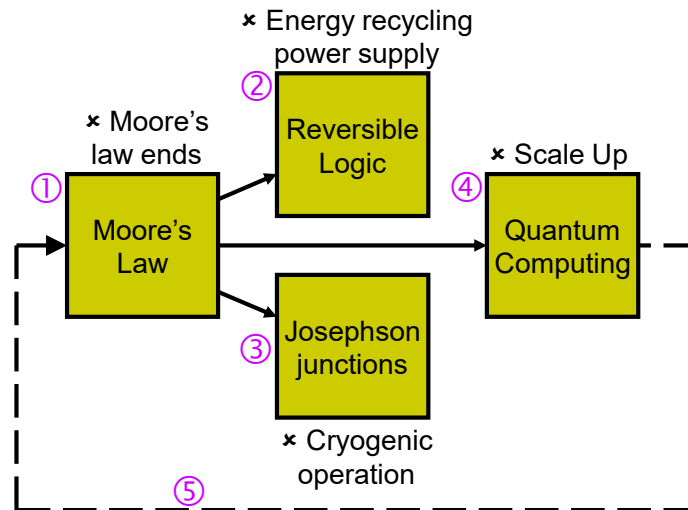 ✘ Energy recycling
power supply
②
Reversible
Logic
✘ Moore's
law ends
①
Moore's
Law
✘ Scale Up
④
Quantum
Computing
③
Josephson
junctions
✘ Cryogenic
operation
⑤